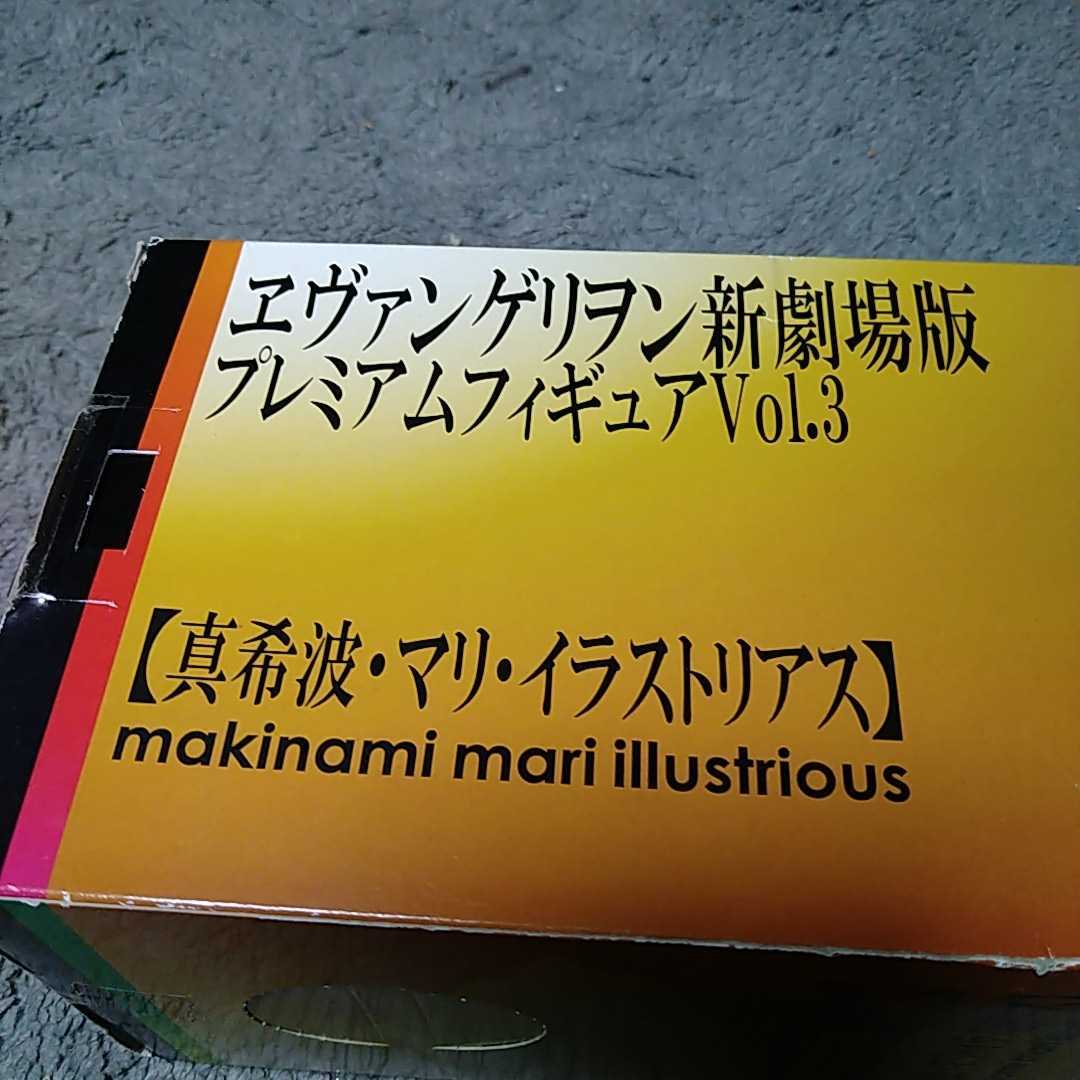 ヱヴァンゲリヲン新劇場版
プレミアムフィギュアVol.3
【真希波・マリ・イラストリアス】
makinami mari illustrious